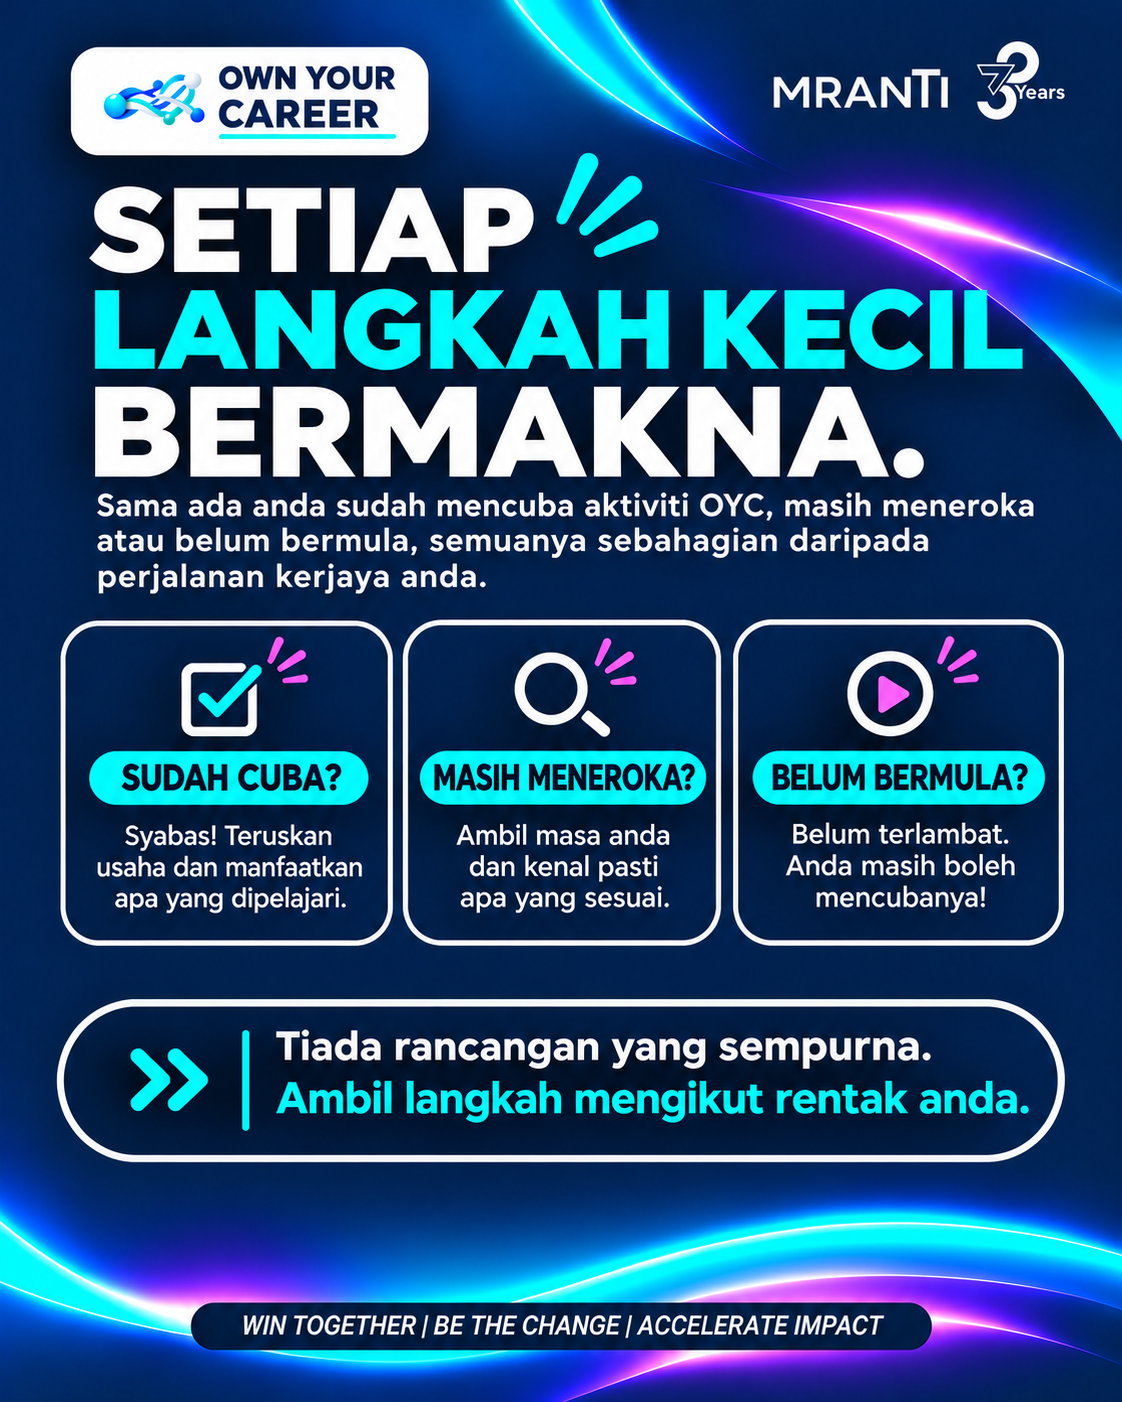 OWN YOUR
CAREER
MRANTI
Years
SETIAP
LANGKAH KECIL
BERMAKNA.
Sama ada anda sudah mencuba aktiviti OYC, masih meneroka
atau belum bermula, semuanya sebahagian daripada
perjalanan kerjaya anda.
SUDAH CUBA?
Syabas! Teruskan
usaha dan manfaatkan
apa yang dipelajari.
MASIH MENEROKA?
Ambil masa anda
dan kenal pasti
apa yang sesuai.
BELUM BERMULA?
Belum terlambat.
Anda masih boleh
mencubanya!
Tiada rancangan yang sempurna.
Ambil langkah mengikut rentak anda.
WIN TOGETHER | BE THE CHANGE | ACCELERATE IMPACT